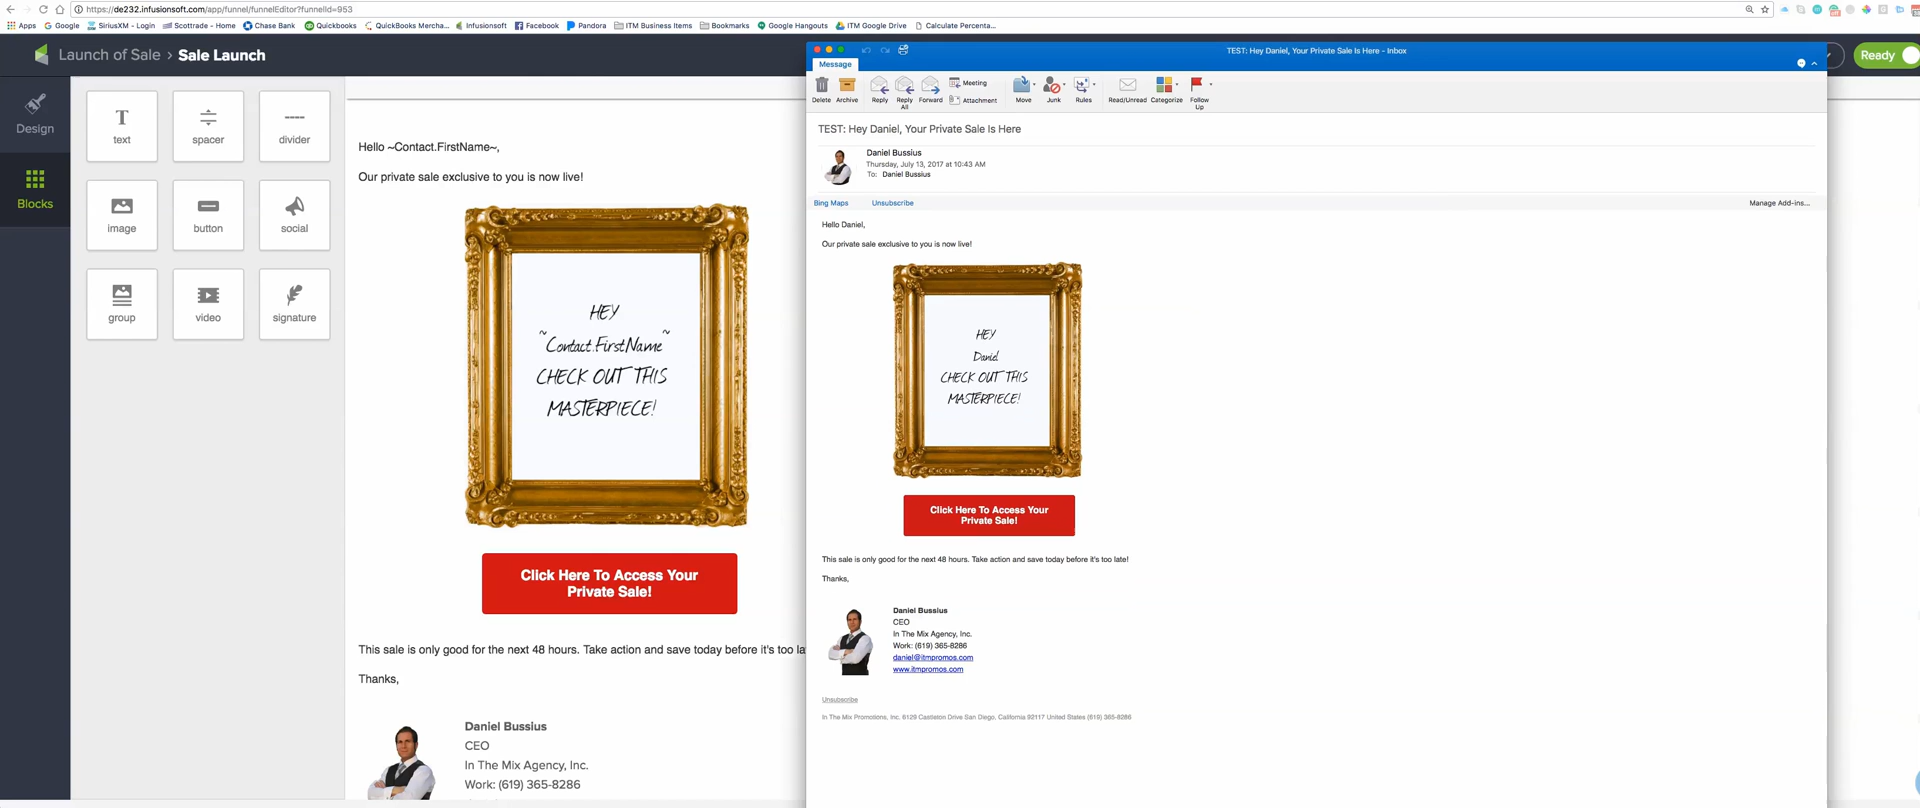 https://de232.infusionsoft.com/app/funnel/funnelEditor?funnelId=953
Apps Google SiriusXM - Login Scottrade - Home Chase Bank Quickbooks QuickBooks Mercha... Infusionsoft Facebook Pandora ITM Business Items Bookmarks Google Hangouts ITM Google Drive Calculate Percenta...
Launch of Sale > Sale Launch
Ready
Design
Blocks
text
spacer
divider
image
button
social
group
video
signature
Hello ~Contact.FirstName~,
Our private sale exclusive to you is now live!
HEY
~Contact.FirstName~
CHECK OUT THIS
MASTERPIECE!
Click Here To Access Your
Private Sale!
This sale is only good for the next 48 hours. Take action and save today before it's too la
Thanks,
Daniel Bussius
CEO
In The Mix Agency, Inc.
Work: (619) 365-8286
TEST: Hey Daniel, Your Private Sale Is Here - Inbox
Message
Delete
Archive
Reply
Reply All
Forward
Meeting
Attachment
Move
Junk
Rules
Read/Unread
Categorize
Follow Up
TEST: Hey Daniel, Your Private Sale Is Here
Daniel Bussius
Thursday, July 13, 2017 at 10:43 AM
To: Daniel Bussius
Bing Maps Unsubscribe Manage Add-ins...
Hello Daniel,
Our private sale exclusive to you is now live!
HEY
Daniel
CHECK OUT THIS
MASTERPIECE!
Click Here To Access Your
Private Sale!
This sale is only good for the next 48 hours. Take action and save today before it's too late!
Thanks,
Daniel Bussius
CEO
In The Mix Agency, Inc.
Work: (619) 365-8286
daniel@itmpromos.com
www.itmpromos.com
Unsubscribe
In The Mix Promotions, Inc. 6129 Castleton Drive San Diego, California 92117 United States (619) 365-8286